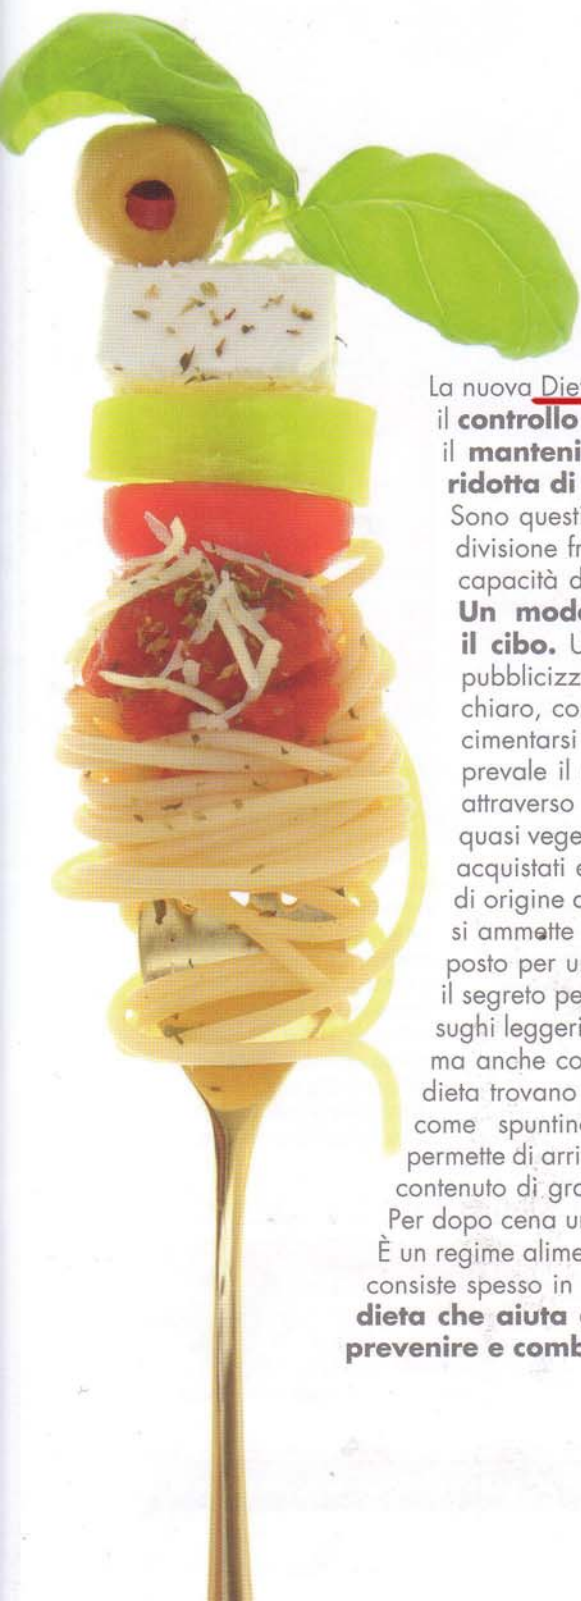 La nuova Die
il controllo
il manteni
ridotta di
Sono quest
divisione fr
capacità d
Un mod
il cibo. U
pubblicizz
chiaro, co
cimentarsi
prevale il
attraverso
quasi vege
acquistati e
di origine
si ammette
posto per u
il segreto pe
sughi leggeri
ma anche co
dieta trovano
come spuntin
permette di arri
contenuto di gra
Per dopo cena u
È un regime alime
consiste spesso in
dieta che aiuta
prevenire e comb